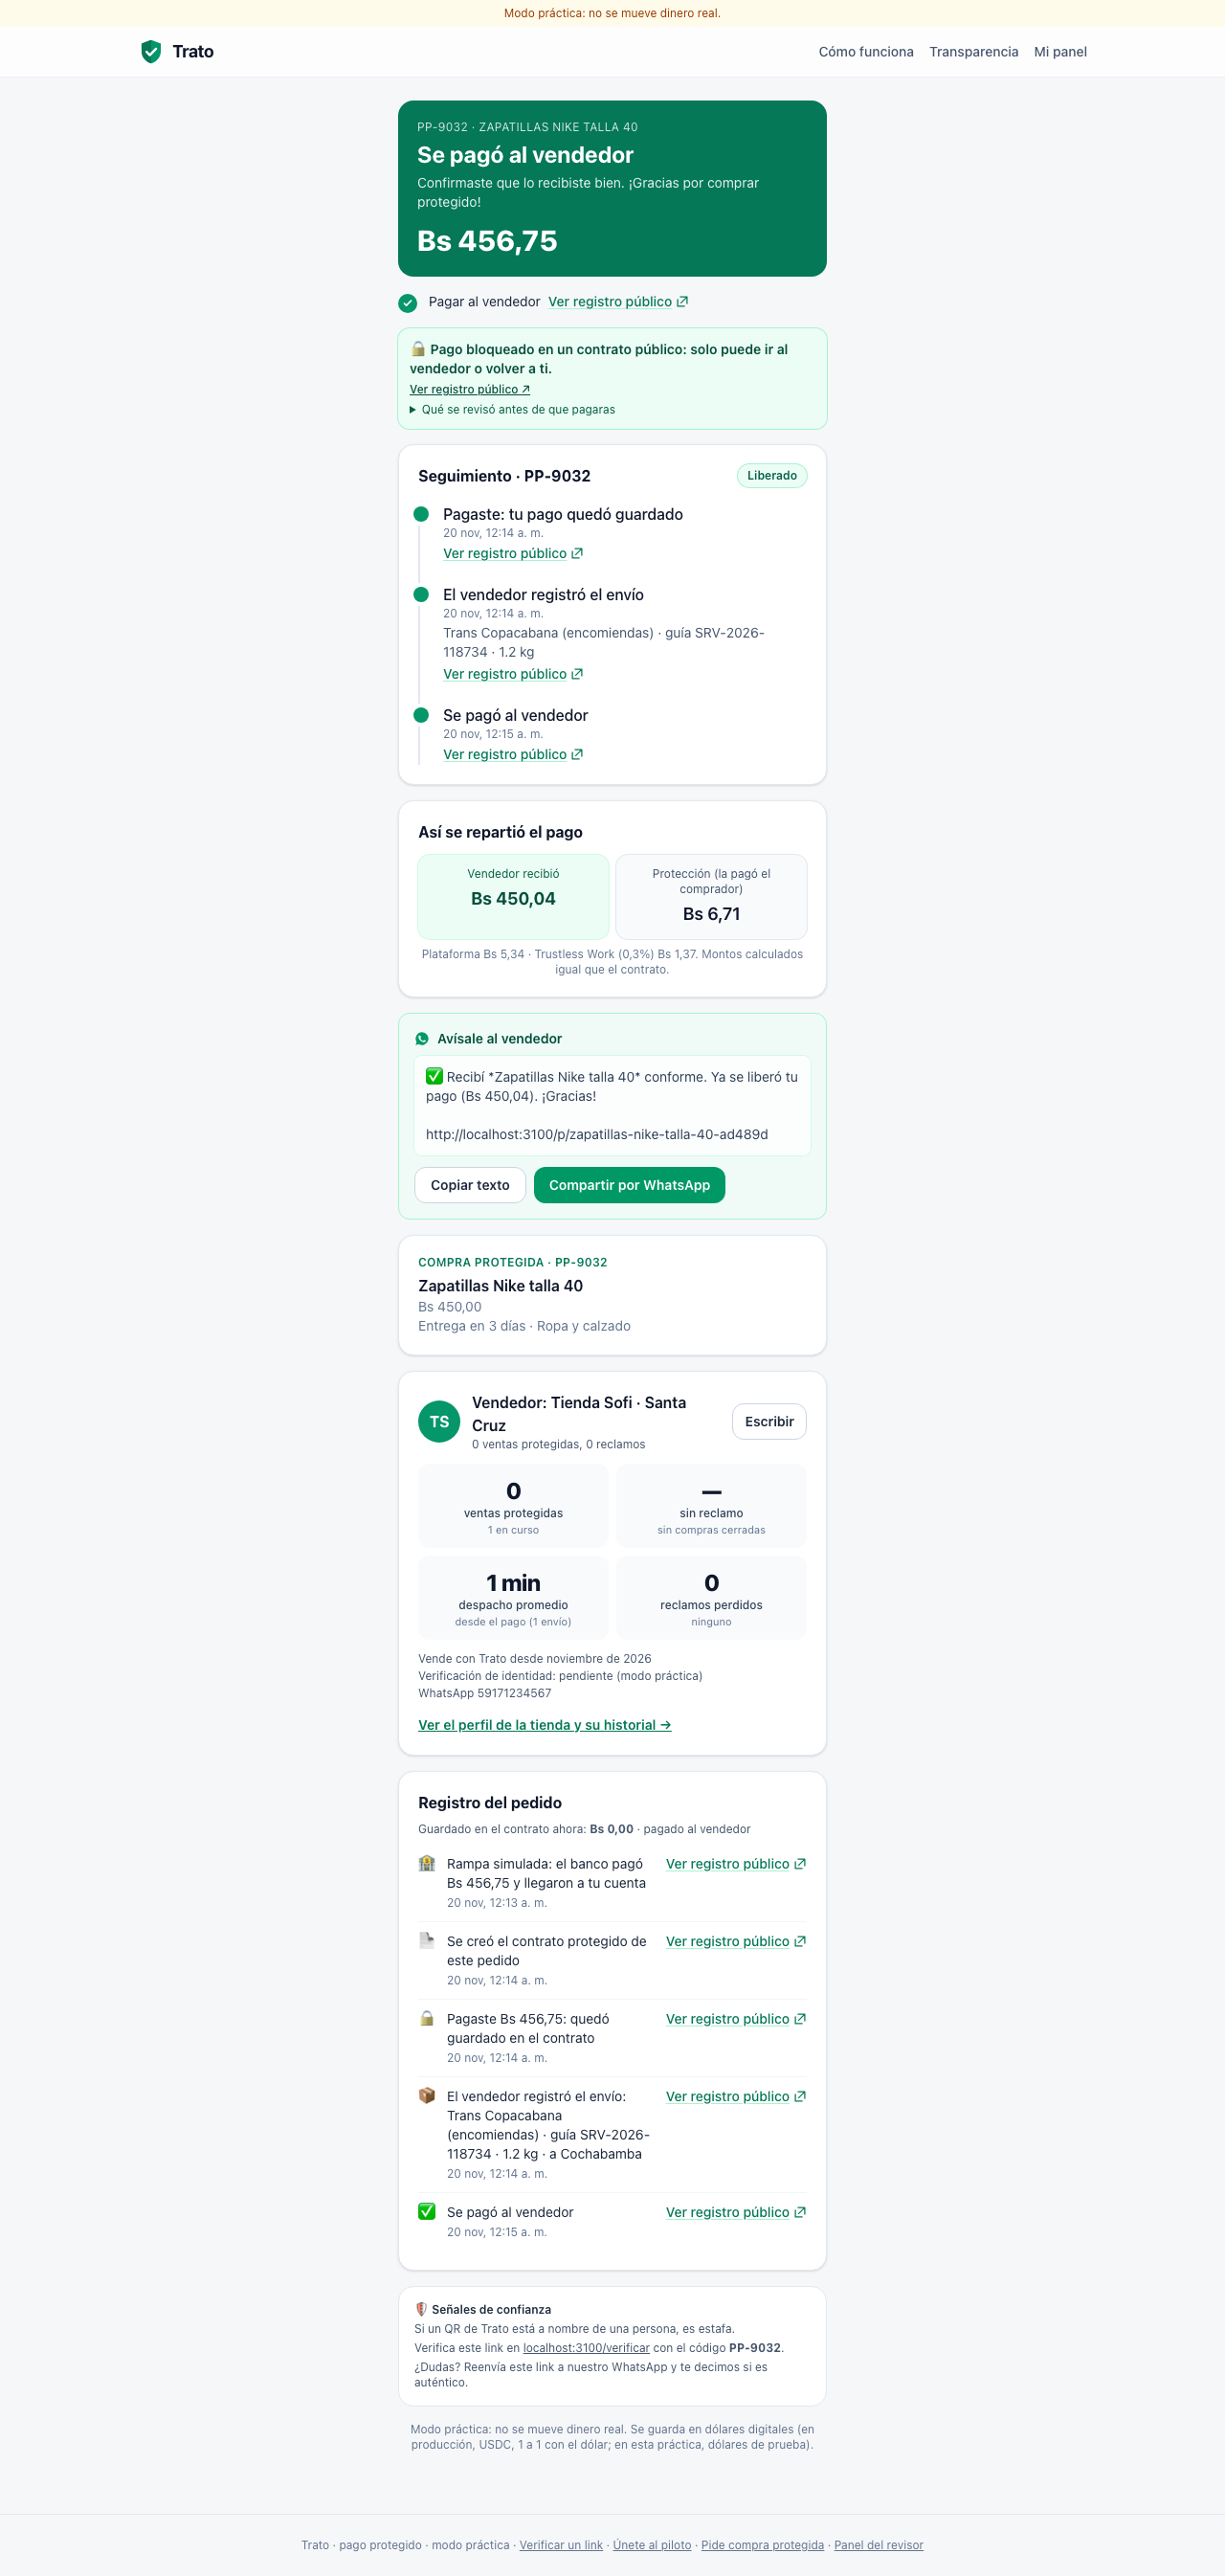 Modo práctica: no se mueve dinero real.
Trato
Cómo funciona Transparencia Mi panel
PP-9032 · ZAPATILLAS NIKE TALLA 40
Se pagó al vendedor
Confirmaste que lo recibiste bien. ¡Gracias por comprar
protegido!
Bs 456,75
Pagar al vendedor Ver registro público
Pago bloqueado en un contrato público: solo puede ir al
vendedor o volver a ti.
Ver registro público ↗
▶ Qué se revisó antes de que pagaras
Seguimiento · PP-9032
Liberado
Pagaste: tu pago quedó guardado
20 nov, 12:14 a. m.
Ver registro público
El vendedor registró el envío
20 nov, 12:14 a. m.
Trans Copacabana (encomiendas) · guía SRV-2026-
118734 · 1.2 kg
Ver registro público
Se pagó al vendedor
20 nov, 12:15 a. m.
Ver registro público
Así se repartió el pago
Vendedor recibió
Bs 450,04
Protección (la pagó el
comprador)
Bs 6,71
Plataforma Bs 5,34 · Trustless Work (0,3%) Bs 1,37. Montos calculados
igual que el contrato.
Avísale al vendedor
✅ Recibí *Zapatillas Nike talla 40* conforme. Ya se liberó tu
pago (Bs 450,04). ¡Gracias!
http://localhost:3100/p/zapatillas-nike-talla-40-ad489d
Copiar texto
Compartir por WhatsApp
COMPRA PROTEGIDA · PP-9032
Zapatillas Nike talla 40
Bs 450,00
Entrega en 3 días · Ropa y calzado
TS
Vendedor: Tienda Sofi · Santa
Cruz
0 ventas protegidas, 0 reclamos
Escribir
0
ventas protegidas
1 en curso
—
sin reclamo
sin compras cerradas
1 min
despacho promedio
desde el pago (1 envío)
0
reclamos perdidos
ninguno
Vende con Trato desde noviembre de 2026
Verificación de identidad: pendiente (modo práctica)
WhatsApp 59171234567
Ver el perfil de la tienda y su historial →
Registro del pedido
Guardado en el contrato ahora: Bs 0,00 · pagado al vendedor
Rampa simulada: el banco pagó
Bs 456,75 y llegaron a tu cuenta
20 nov, 12:13 a. m.
Ver registro público
Se creó el contrato protegido de
este pedido
20 nov, 12:14 a. m.
Ver registro público
Pagaste Bs 456,75: quedó
guardado en el contrato
20 nov, 12:14 a. m.
Ver registro público
El vendedor registró el envío:
Trans Copacabana
(encomiendas) · guía SRV-2026-
118734 · 1.2 kg · a Cochabamba
20 nov, 12:14 a. m.
Ver registro público
Se pagó al vendedor
20 nov, 12:15 a. m.
Ver registro público
Señales de confianza
Si un QR de Trato está a nombre de una persona, es estafa.
Verifica este link en localhost:3100/verificar con el código PP-9032.
¿Dudas? Reenvía este link a nuestro WhatsApp y te decimos si es
auténtico.
Modo práctica: no se mueve dinero real. Se guarda en dólares digitales (en
producción, USDC, 1 a 1 con el dólar; en esta práctica, dólares de prueba).
Trato · pago protegido · modo práctica · Verificar un link · Únete al piloto · Pide compra protegida · Panel del revisor